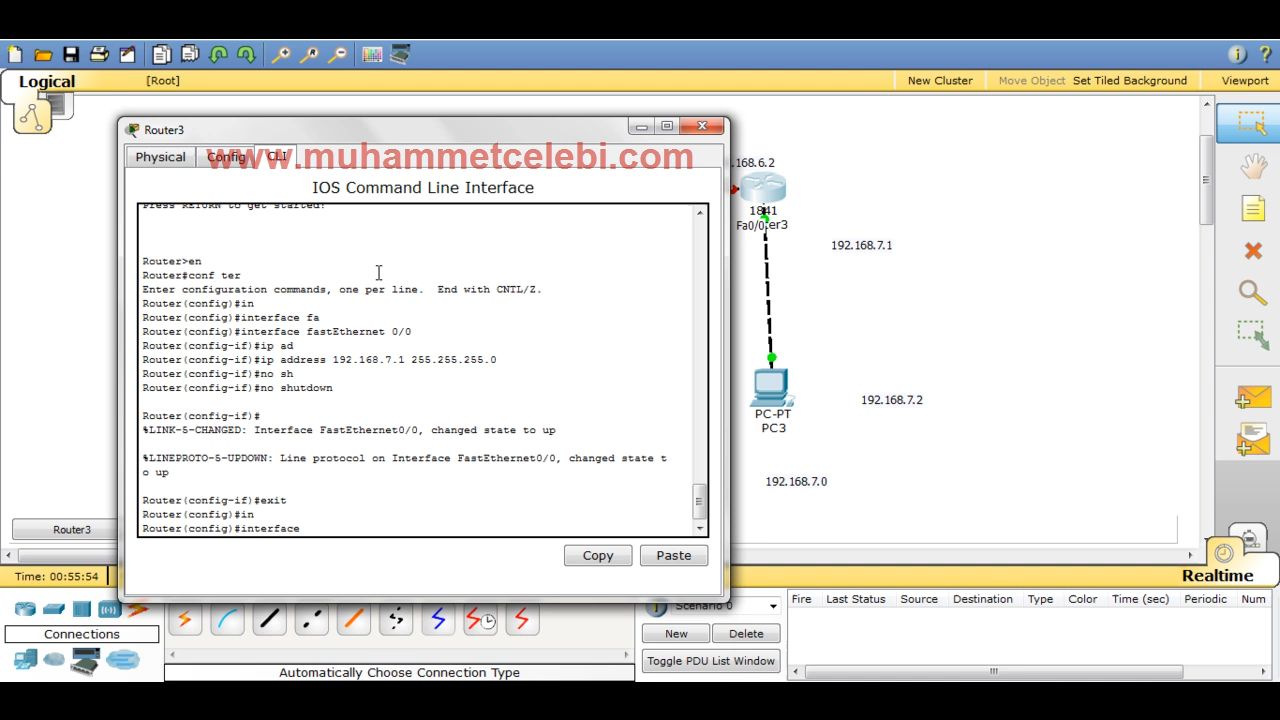 Logical
[Root]
New Cluster
Move Object
Set Tiled Background
Viewport
Router3
Physical
Config
CLI
www.muhammetcelebi.com
IOS Command Line Interface
Press RETURN to get started!
Router>en
Router#conf ter
Enter configuration commands, one per line.  End with CNTL/Z.
Router(config)#in
Router(config)#interface fa
Router(config)#interface fastEthernet 0/0
Router(config-if)#ip ad
Router(config-if)#ip address 192.168.7.1 255.255.255.0
Router(config-if)#no sh
Router(config-if)#no shutdown
Router(config-if)#
%LINK-5-CHANGED: Interface FastEthernet0/0, changed state to up
%LINEPROTO-5-UPDOWN: Line protocol on Interface FastEthernet0/0, changed state t
o up
Router(config-if)#exit
Router(config)#in
Router(config)#interface
Copy
Paste
.168.6.2
1841
Fa0/0
er3
192.168.7.1
PC-PT
PC3
192.168.7.2
192.168.7.0
Router3
Time: 00:55:54
Realtime
Connections
Automatically Choose Connection Type
Scenario 0
New
Delete
Toggle PDU List Window
Fire
Last Status
Source
Destination
Type
Color
Time (sec)
Periodic
Num